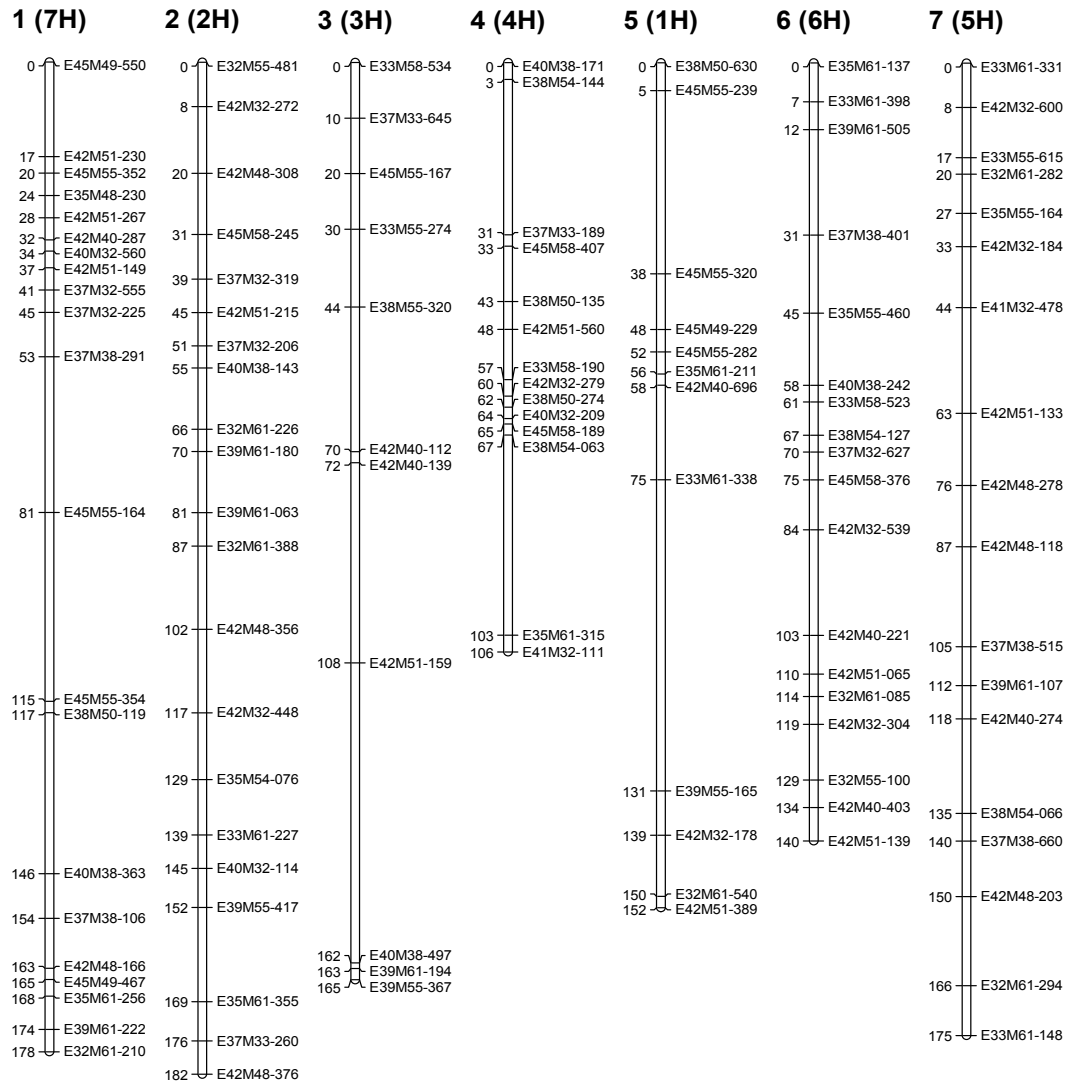 1 (7H)
0 E45M49-550
17 E42M51-230
20 E45M55-352
24 E35M48-230
28 E42M51-267
32 E42M40-287
34 E40M32-560
37 E42M51-149
41 E37M32-555
45 E37M32-225
53 E37M38-291
81 E45M55-164
115 E45M55-354
117 E38M50-119
146 E40M38-363
154 E37M38-106
163 E42M48-166
165 E45M49-467
168 E35M61-256
174 E39M61-222
178 E32M61-210
2 (2H)
0 E32M55-481
8 E42M32-272
20 E42M48-308
31 E45M58-245
39 E37M32-319
45 E42M51-215
51 E37M32-206
55 E40M38-143
66 E32M61-226
70 E39M61-180
81 E39M61-063
87 E32M61-388
102 E42M48-356
117 E42M32-448
129 E35M54-076
139 E33M61-227
145 E40M32-114
152 E39M55-417
169 E35M61-355
176 E37M33-260
182 E42M48-376
3 (3H)
0 E33M58-534
10 E37M33-645
20 E45M55-167
30 E33M55-274
44 E38M55-320
70 E42M40-112
72 E42M40-139
108 E42M51-159
162 E40M38-497
163 E39M61-194
165 E39M55-367
4 (4H)
0 E40M38-171
3 E38M54-144
31 E37M33-189
33 E45M58-407
43 E38M50-135
48 E42M51-560
57 E33M58-190
60 E42M32-279
62 E38M50-274
64 E40M32-209
65 E45M58-189
67 E38M54-063
103 E35M61-315
106 E41M32-111
5 (1H)
0 E38M50-630
5 E45M55-239
38 E45M55-320
48 E45M49-229
52 E45M55-282
56 E35M61-211
58 E42M40-696
75 E33M61-338
131 E39M55-165
139 E42M32-178
150 E32M61-540
152 E42M51-389
6 (6H)
0 E35M61-137
7 E33M61-398
12 E39M61-505
31 E37M38-401
45 E35M55-460
58 E40M38-242
61 E33M58-523
67 E38M54-127
70 E37M32-627
75 E45M58-376
84 E42M32-539
103 E42M40-221
110 E42M51-065
114 E32M61-085
119 E42M32-304
129 E32M55-100
134 E42M40-403
140 E42M51-139
7 (5H)
0 E33M61-331
8 E42M32-600
17 E33M55-615
20 E32M61-282
27 E35M55-164
33 E42M32-184
44 E41M32-478
63 E42M51-133
76 E42M48-278
87 E42M48-118
105 E37M38-515
112 E39M61-107
118 E42M40-274
135 E38M54-066
140 E37M38-660
150 E42M48-203
166 E32M61-294
175 E33M61-148